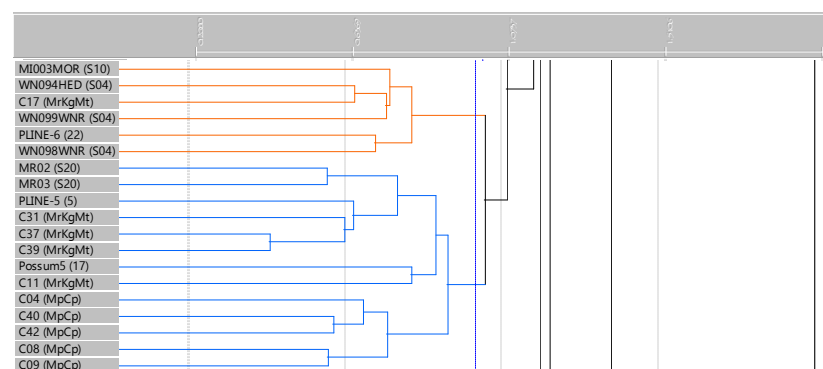 MI003MOR (S10)
WN094HED (S04)
C17 (MrKgMt)
WN099WNR (S04)
PLINE-6 (22)
WN098WNR (S04)
MR02 (S20)
MR03 (S20)
PLINE-5 (5)
C31 (MrKgMt)
C37 (MrKgMt)
C39 (MrKgMt)
Possum5 (17)
C11 (MrKgMt)
C04 (MpCp)
C40 (MpCp)
C42 (MpCp)
C08 (MpCp)
C09 (MpCp)